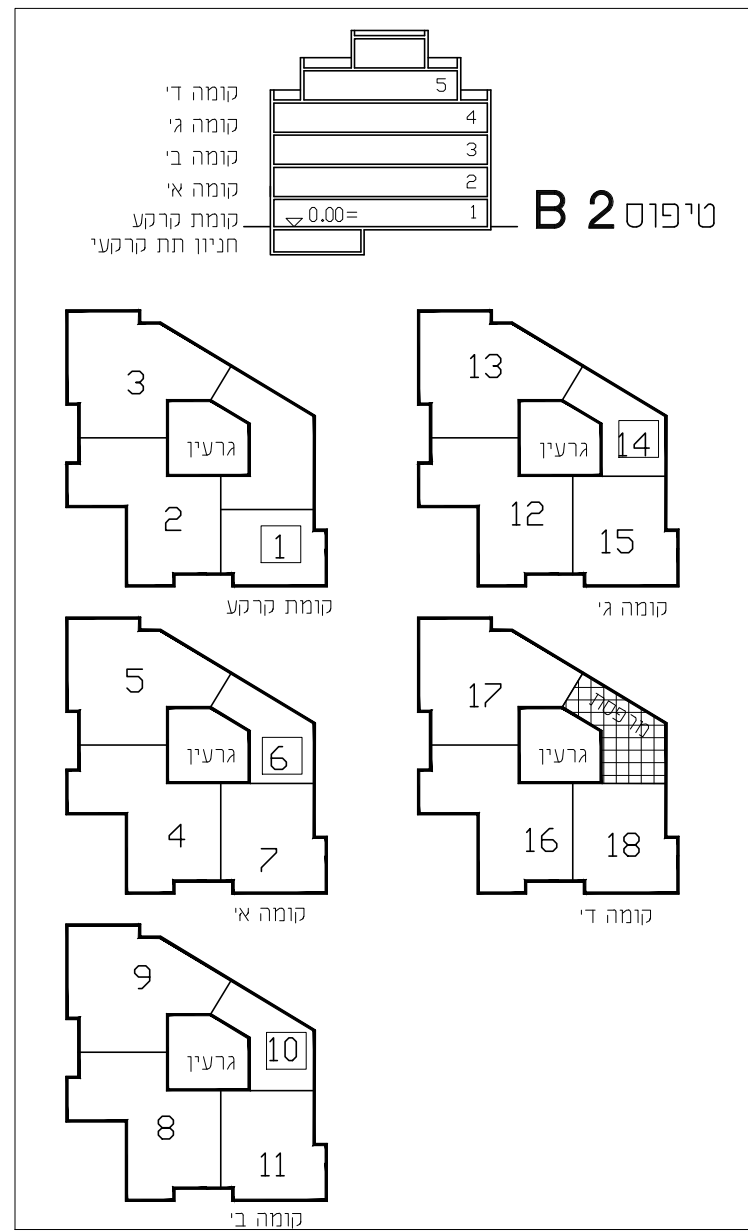 קומה ד' 5
קומה ג' 4
קומה ב' 3
קומה א' 2
קומת קרקע 0.00= 1
חניון תת קרקעי
טיפוס B 2
3
גרעין
2
1
קומת קרקע
13
גרעין
14
12
15
קומה ג'
5
גרעין
6
4
7
קומה א'
17
מרפסת
גרעין
16
18
קומה ד'
9
גרעין
10
8
11
קומה ב'